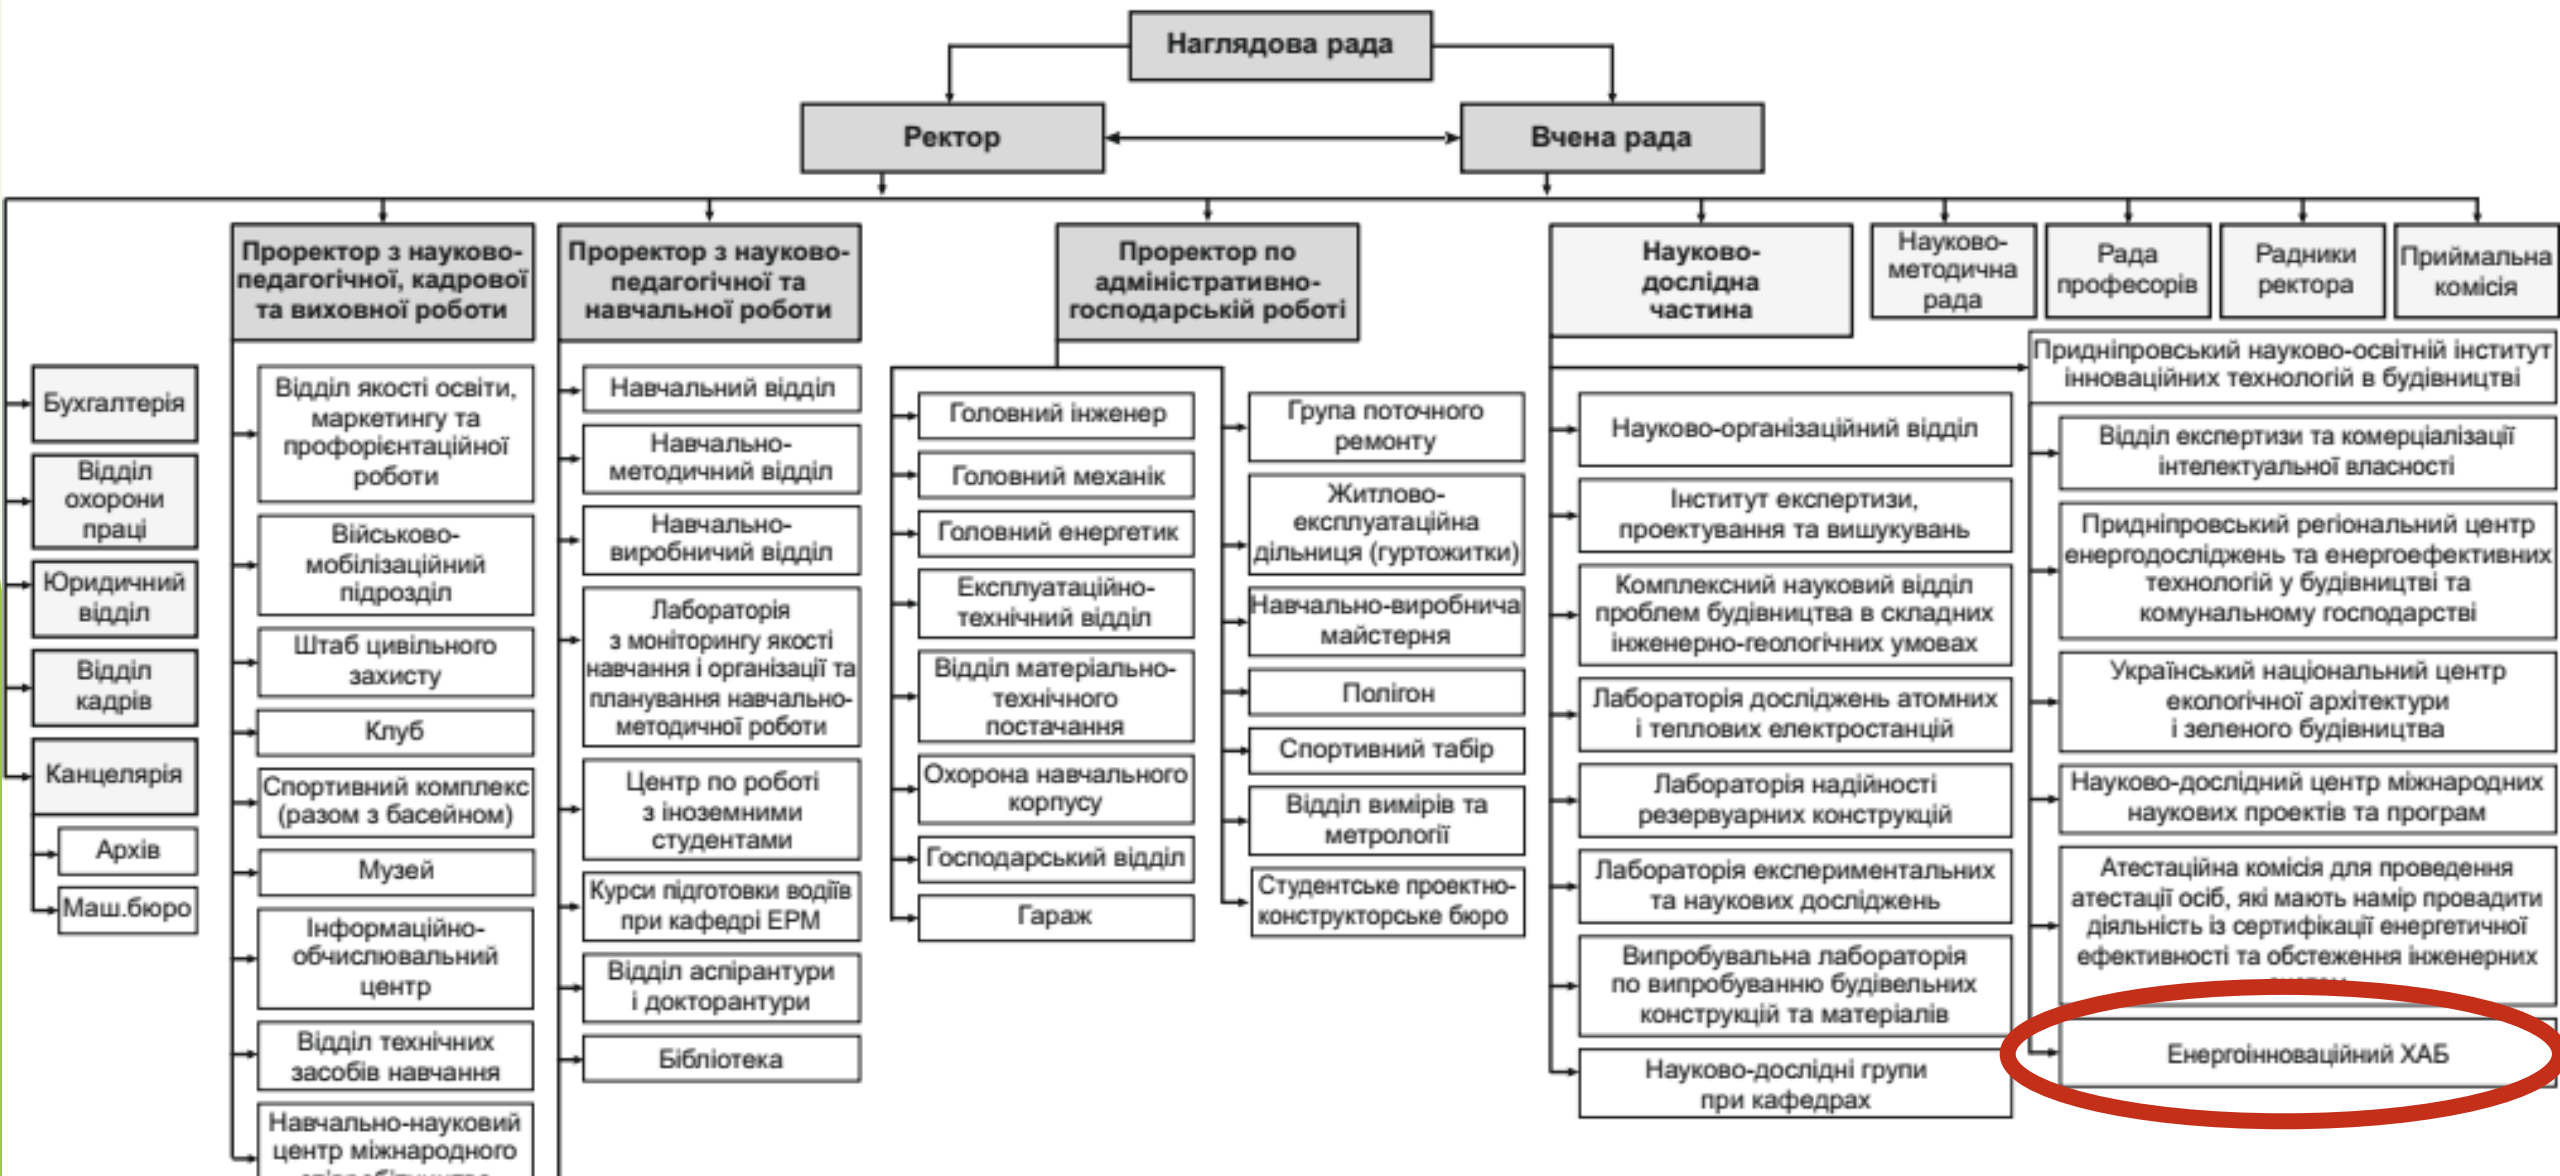 Наглядова рада
Ректор
Вчена рада
Проректор з науково-
педагогічної, кадрової
та виховної роботи
Проректор з науково-
педагогічної та
навчальної роботи
Проректор по
адміністративно-
господарській роботі
Науково-
дослідна
частина
Науково-
методична
рада
Рада
професорів
Радники
ректора
Приймальна
комісія
Бухгалтерія
Відділ
охорони
праці
Юридичний
відділ
Відділ
кадрів
Канцелярія
Архів
Маш.бюро
Відділ якості освіти,
маркетингу та
профорієнтаційної
роботи
Військово-
мобілізаційний
підрозділ
Штаб цивільного
захисту
Клуб
Спортивний комплекс
(разом з басейном)
Музей
Інформаційно-
обчислювальний
центр
Відділ технічних
засобів навчання
Навчально-науковий
центр міжнародного
Навчальний відділ
Навчально-
методичний відділ
Навчально-
виробничий відділ
Лабораторія
з моніторингу якості
навчання і організації та
планування навчально-
методичної роботи
Центр по роботі
з іноземними
студентами
Курси підготовки водіїв
при кафедрі ЕРМ
Відділ аспірантури
і докторантури
Бібліотека
Головний інженер
Головний механік
Головний енергетик
Експлуатаційно-
технічний відділ
Відділ матеріально-
технічного
постачання
Охорона навчального
корпусу
Господарський відділ
Гараж
Група поточного
ремонту
Житлово-
експлуатаційна
дільниця (гуртожитки)
Навчально-виробнича
майстерня
Полігон
Спортивний табір
Відділ вимірів та
метрології
Студентське проектно-
конструкторське бюро
Науково-організаційний відділ
Інститут експертизи,
проектування та вишукувань
Комплексний науковий відділ
проблем будівництва в складних
інженерно-геологічних умовах
Лабораторія досліджень атомних
і теплових електростанцій
Лабораторія надійності
резервуарних конструкцій
Лабораторія експериментальних
та наукових досліджень
Випробувальна лабораторія
по випробуванню будівельних
конструкцій та матеріалів
Науково-дослідні групи
при кафедрах
Придніпровський науково-освітній інститут
інноваційних технологій в будівництві
Відділ експертизи та комерціалізації
інтелектуальної власності
Придніпровський регіональний центр
енергодосліджень та енергоефективних
технологій у будівництві та
комунальному господарстві
Український національний центр
екологічної архітектури
і зеленого будівництва
Науково-дослідний центр міжнародних
наукових проектів та програм
Атестаційна комісія для проведення
атестації осіб, які мають намір провадити
діяльність із сертифікації енергетичної
ефективності та обстеження інженерних
Енергоінноваційний ХАБ